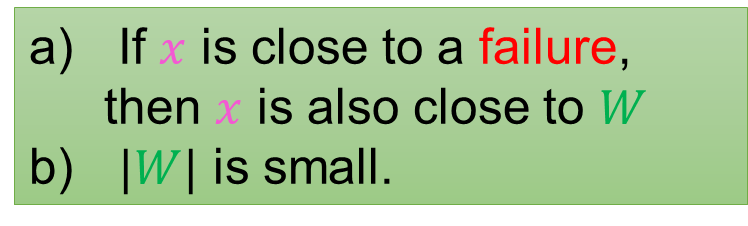 a) If x is close to a failure,
then x is also close to W
b) |W| is small.